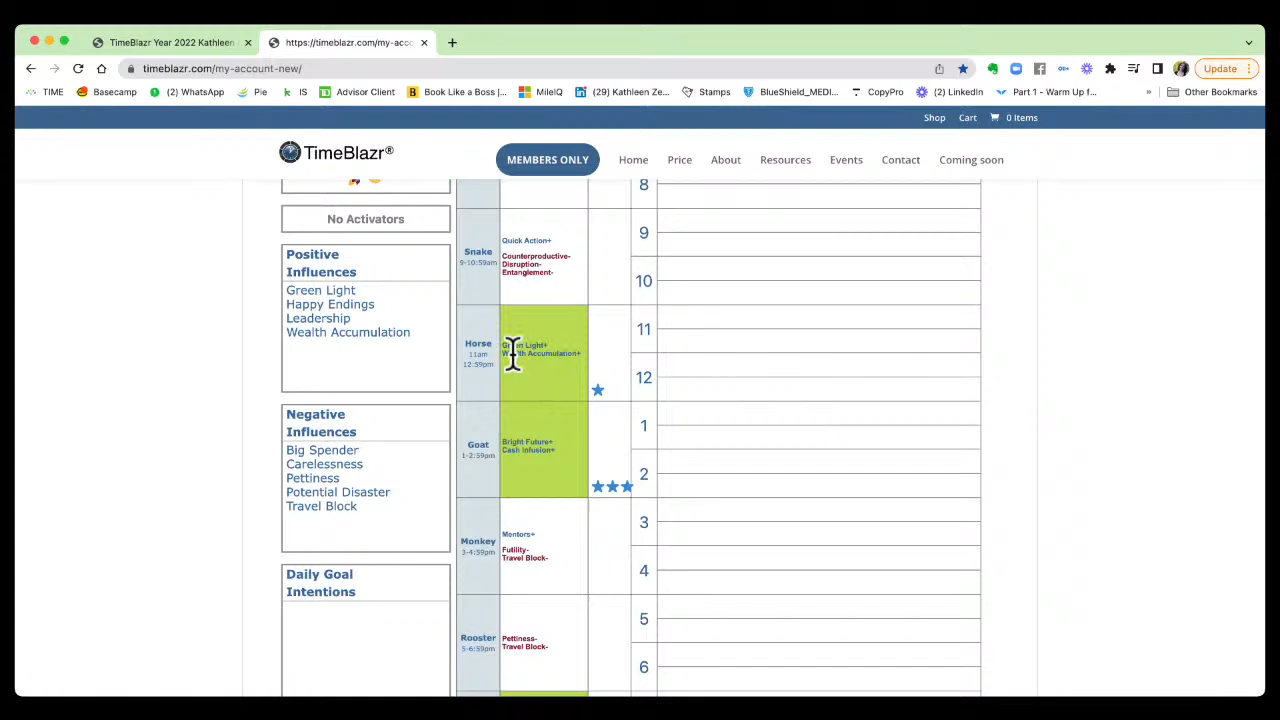 TimeBlazr Year 2022 Kathleen
https://timeblazr.com/my-acco
timeblazr.com/my-account-new/
Update
TIME
Basecamp
(2) WhatsApp
Pie
IS
Advisor Client
Book Like a Boss |...
MileIQ
(29) Kathleen Ze...
Stamps
BlueShield_MEDI...
CopyPro
(2) LinkedIn
Part 1 - Warm Up f...
»
Other Bookmarks
Shop
Cart
0 Items
TimeBlazr®
MEMBERS ONLY
Home
Price
About
Resources
Events
Contact
Coming soon
No Activators
Positive
Influences
Green Light
Happy Endings
Leadership
Wealth Accumulation
Negative
Influences
Big Spender
Carelessness
Pettiness
Potential Disaster
Travel Block
Daily Goal
Intentions
8
Snake
9-10:59am
Quick Action+
Counterproductive-
Disruption-
Entanglement-
9
10
Horse
11am
12:59pm
Green Light+
Wealth Accumulation+
11
12
Goat
1-2:59pm
Bright Future+
Cash Infusion+
1
2
Monkey
3-4:59pm
Mentors+
Futility-
Travel Block-
3
4
Rooster
5-6:59pm
Pettiness-
Travel Block-
5
6